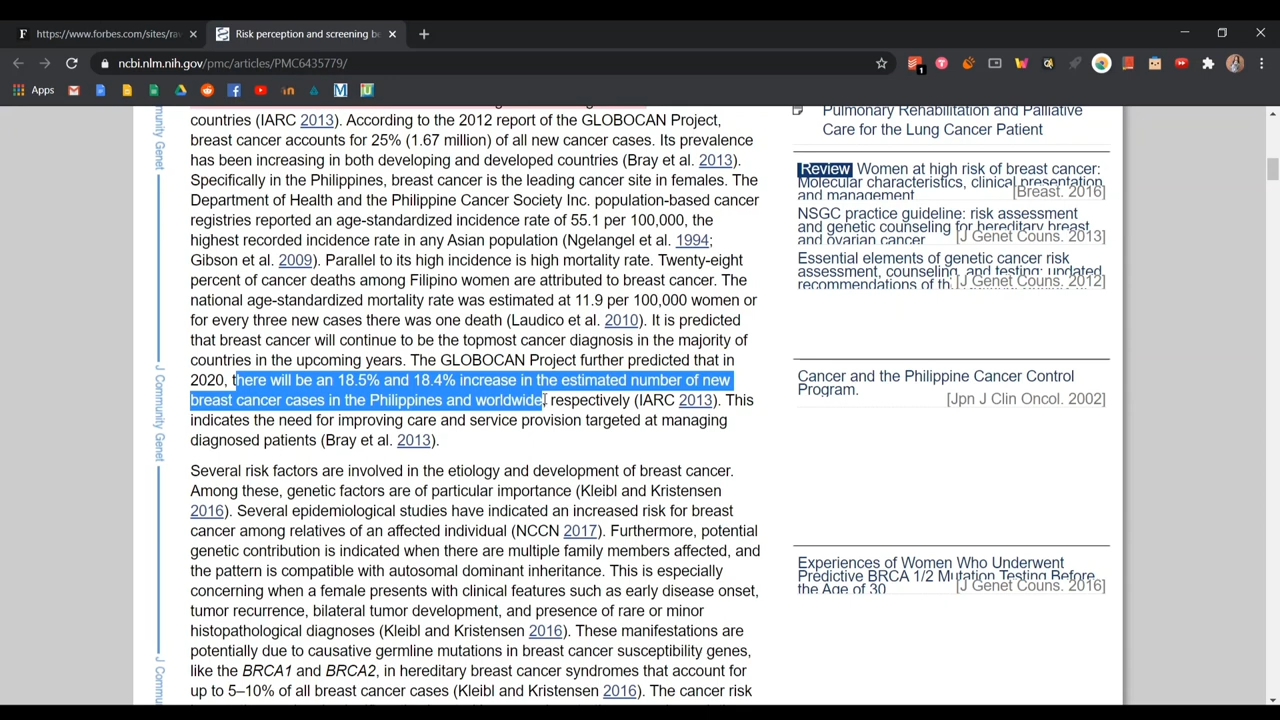 https://www.forbes.com/sites/ra
Risk perception and screening be
ncbi.nlm.nih.gov/pmc/articles/PMC6435779/
1
Apps
countries (IARC 2013). According to the 2012 report of the GLOBOCAN Project,
breast cancer accounts for 25% (1.67 million) of all new cancer cases. Its prevalence
has been increasing in both developing and developed countries (Bray et al. 2013).
Specifically in the Philippines, breast cancer is the leading cancer site in females. The
Department of Health and the Philippine Cancer Society Inc. population-based cancer
registries reported an age-standardized incidence rate of 55.1 per 100,000, the
highest recorded incidence rate in any Asian population (Ngelangel et al. 1994;
Gibson et al. 2009). Parallel to its high incidence is high mortality rate. Twenty-eight
percent of cancer deaths among Filipino women are attributed to breast cancer. The
national age-standardized mortality rate was estimated at 11.9 per 100,000 women or
for every three new cases there was one death (Laudico et al. 2010). It is predicted
that breast cancer will continue to be the topmost cancer diagnosis in the majority of
countries in the upcoming years. The GLOBOCAN Project further predicted that in
2020, there will be an 18.5% and 18.4% increase in the estimated number of new
breast cancer cases in the Philippines and worldwide, respectively (IARC 2013). This
indicates the need for improving care and service provision targeted at managing
diagnosed patients (Bray et al. 2013).
Several risk factors are involved in the etiology and development of breast cancer.
Among these, genetic factors are of particular importance (Kleibl and Kristensen
2016). Several epidemiological studies have indicated an increased risk for breast
cancer among relatives of an affected individual (NCCN 2017). Furthermore, potential
genetic contribution is indicated when there are multiple family members affected, and
the pattern is compatible with autosomal dominant inheritance. This is especially
concerning when a female presents with clinical features such as early disease onset,
tumor recurrence, bilateral tumor development, and presence of rare or minor
histopathological diagnoses (Kleibl and Kristensen 2016). These manifestations are
potentially due to causative germline mutations in breast cancer susceptibility genes,
like the BRCA1 and BRCA2, in hereditary breast cancer syndromes that account for
up to 5–10% of all breast cancer cases (Kleibl and Kristensen 2016). The cancer risk
Community Genet
J Community Genet
J Commu
Pulmonary Rehabilitation and Palliative
Care for the Lung Cancer Patient
Review Women at high risk of breast cancer:
Molecular characteristics, clinical presentation
and management
[Breast. 2016]
NSGC practice guideline: risk assessment
and genetic counseling for hereditary breast
and ovarian cancer
[J Genet Couns. 2013]
Essential elements of genetic cancer risk
assessment, counseling, and testing: updated
recommendations of th
[J Genet Couns. 2012]
Cancer and the Philippine Cancer Control
Program.
[Jpn J Clin Oncol. 2002]
Experiences of Women Who Underwent
Predictive BRCA 1/2 Mutation Testing Before
the Age of 30
[J Genet Couns. 2016]